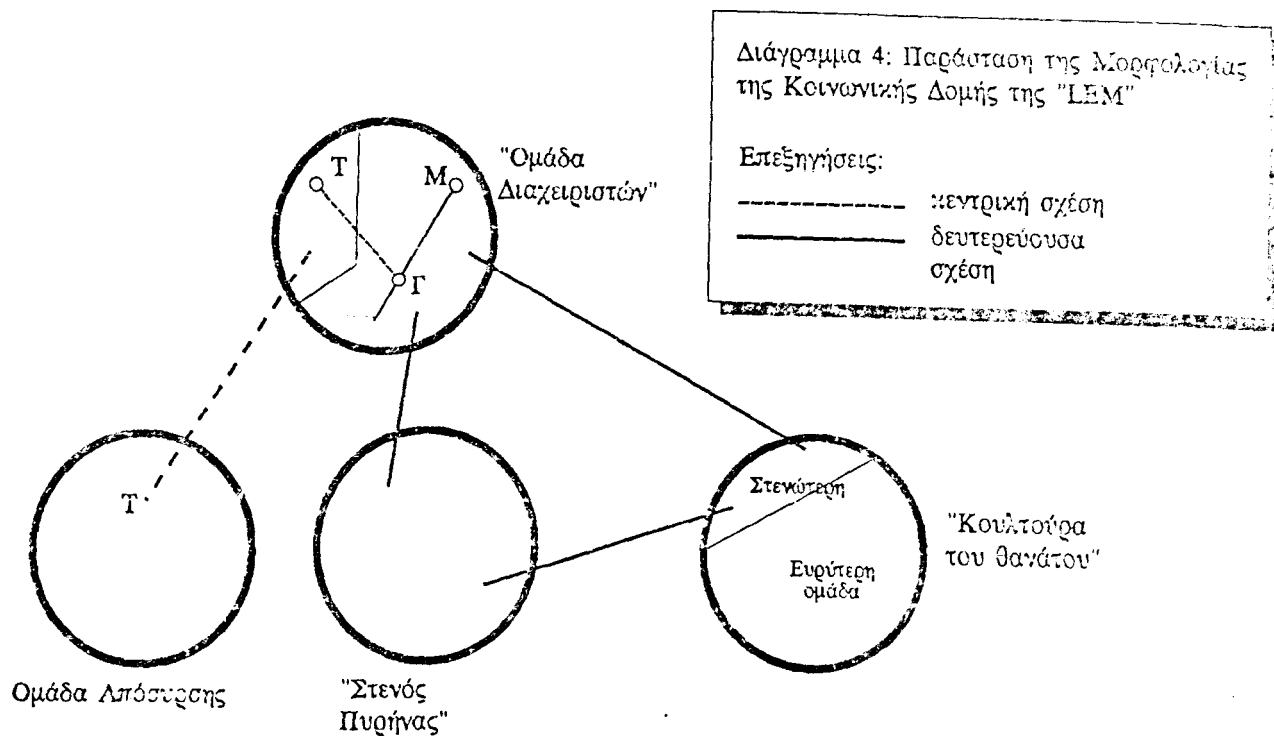 Διάγραμμα 4: Παράσταση της Μορφολογίας
της Κοινωνικής Δομής της "LEM"
Επεξηγήσεις:
κεντρική σχέση
δευτερεύουσα
σχέση
"Ομάδα
Διαχειριστών"
Τ
Μ
Γ
Τ
Στενώτερη
Ευρύτερη
ομάδα
"Κουλτούρα
του θανάτου"
Ομάδα Απόσυρσης
"Στενός
Πυρήνας"